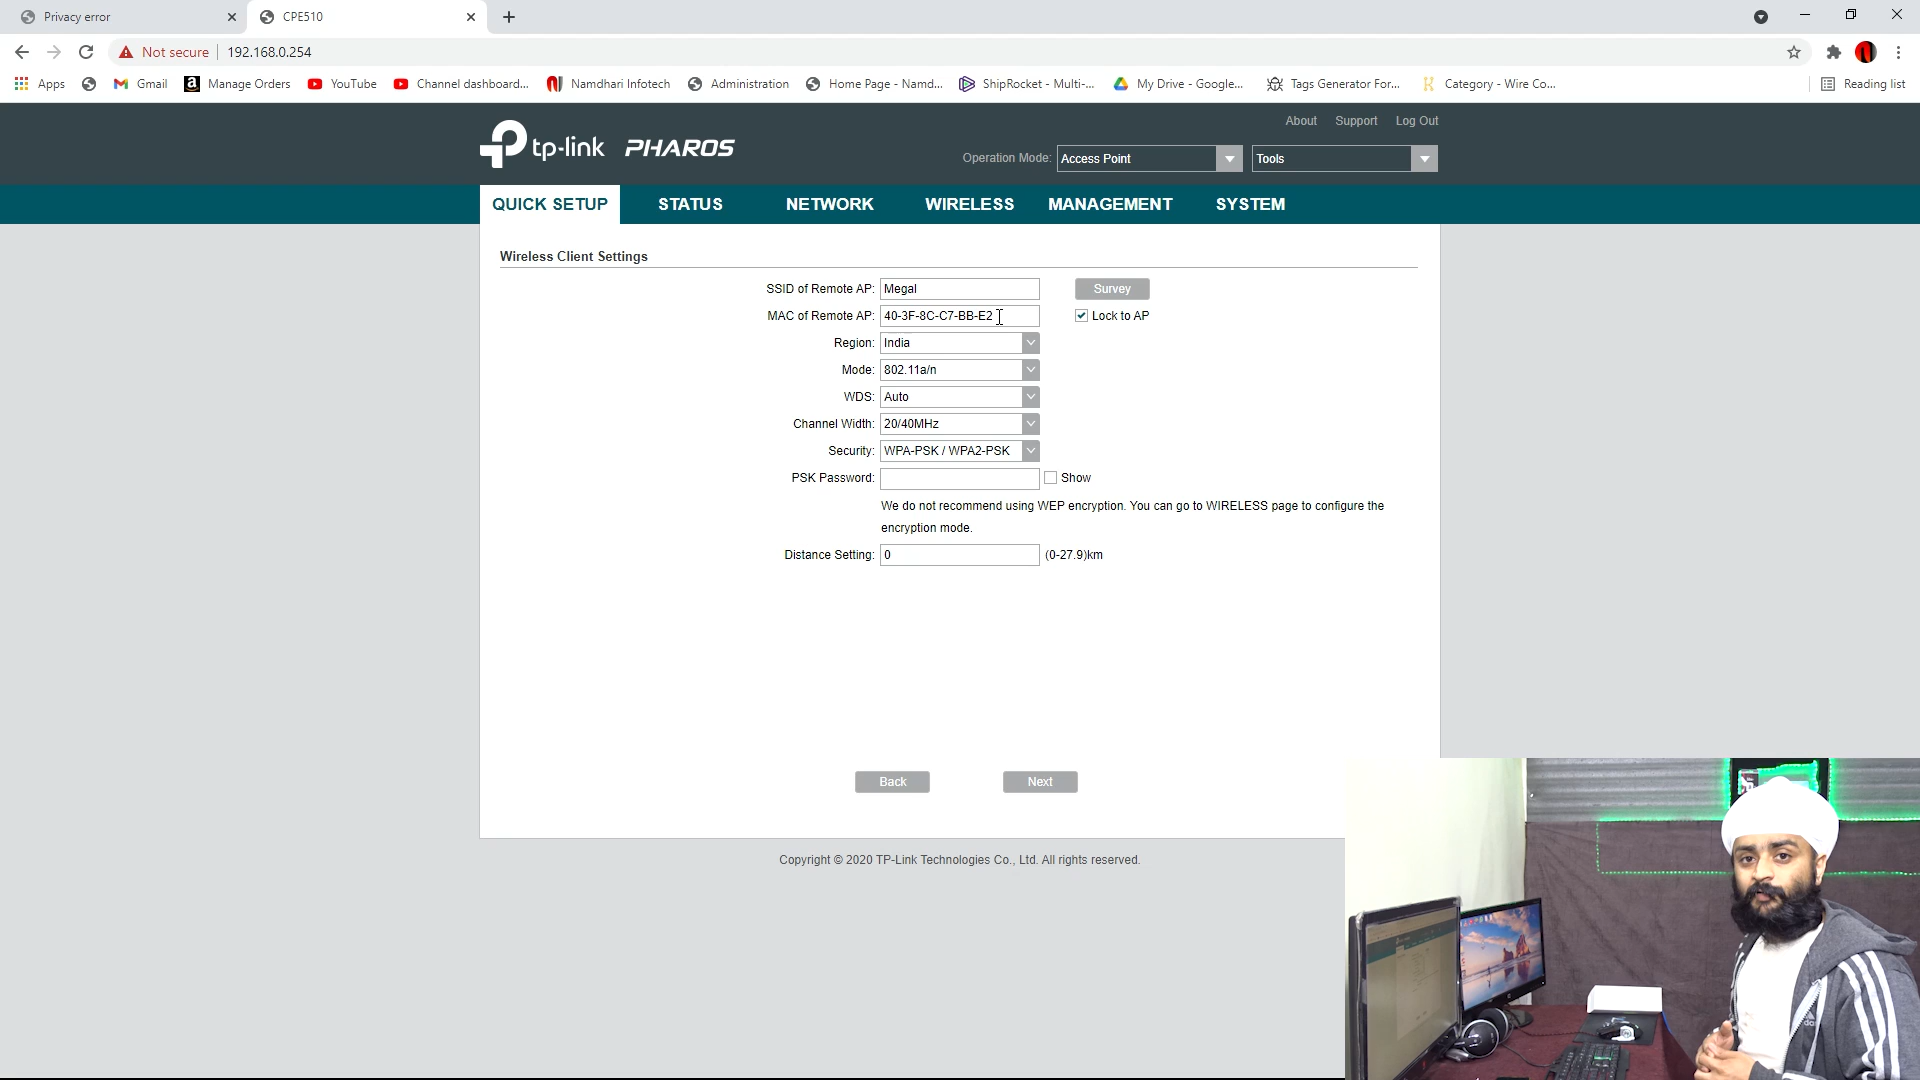 Privacy error
CPE510
Not secure
192.168.0.254
Apps
Gmail
Manage Orders
YouTube
Channel dashboard...
Namdhari Infotech
Administration
Home Page - Namd...
ShipRocket - Multi-...
My Drive - Google...
Tags Generator For...
Category - Wire Co...
Reading list
tp-link PHAROS
About Support Log Out
Operation Mode: Access Point Tools
QUICK SETUP STATUS NETWORK WIRELESS MANAGEMENT SYSTEM
Wireless Client Settings
SSID of Remote AP: Megal Survey
MAC of Remote AP: 40-3F-8C-C7-BB-E2 Lock to AP
Region: India
Mode: 802.11a/n
WDS: Auto
Channel Width: 20/40MHz
Security: WPA-PSK / WPA2-PSK
PSK Password: Show
We do not recommend using WEP encryption. You can go to WIRELESS page to configure the
encryption mode.
Distance Setting: 0 (0-27.9)km
Back Next
Copyright © 2020 TP-Link Technologies Co., Ltd. All rights reserved.